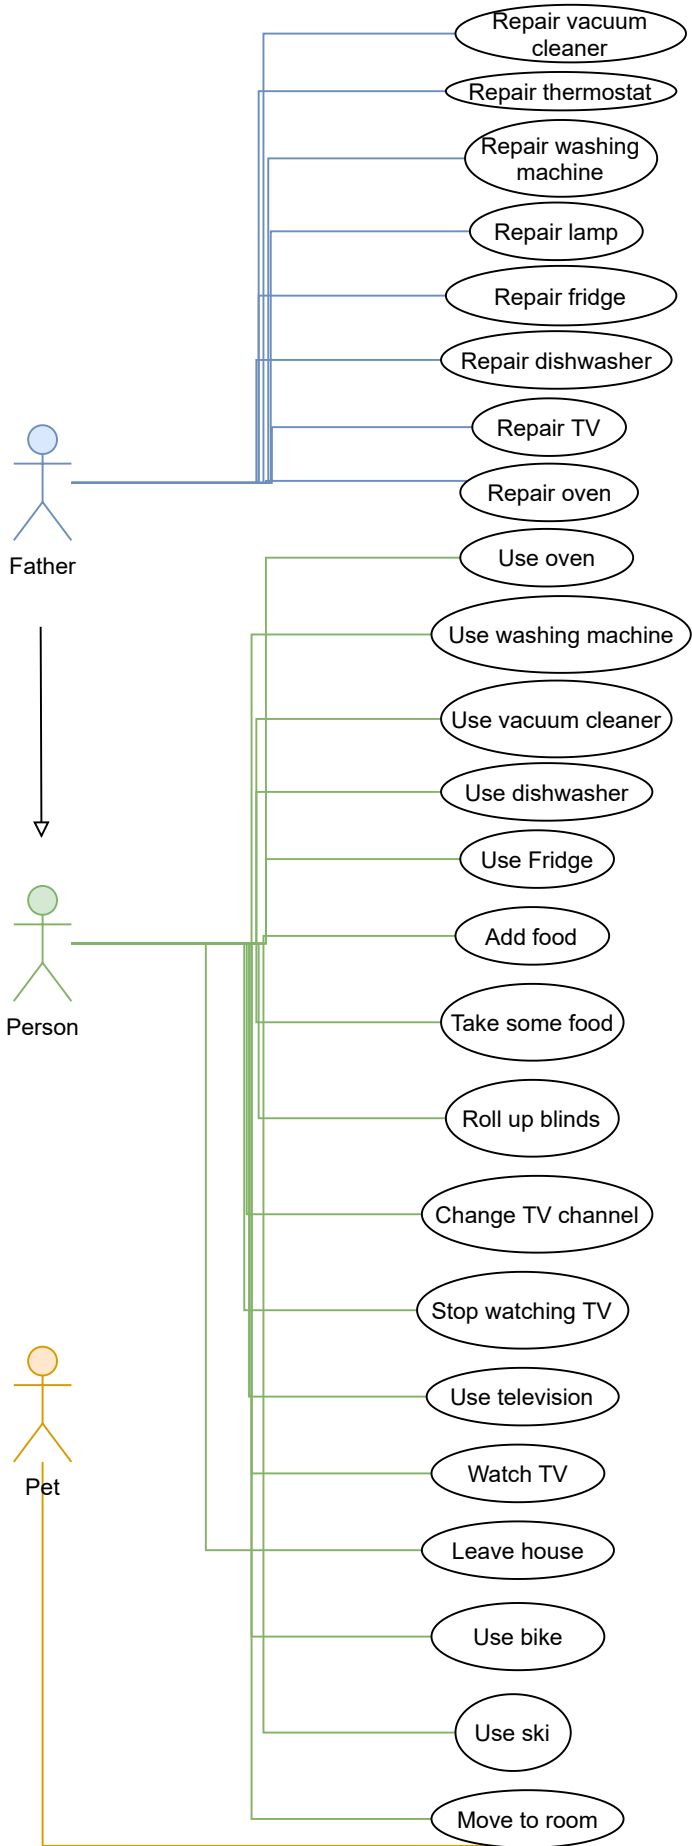 Repair vacuum
cleaner
Repair thermostat
Repair washing
machine
Repair lamp
Repair fridge
Repair dishwasher
Repair TV
Repair oven
Father
Use oven
Use washing machine
Use vacuum cleaner
Use dishwasher
Use Fridge
Add food
Person
Take some food
Roll up blinds
Change TV channel
Stop watching TV
Use television
Pet
Watch TV
Leave house
Use bike
Use ski
Move to room